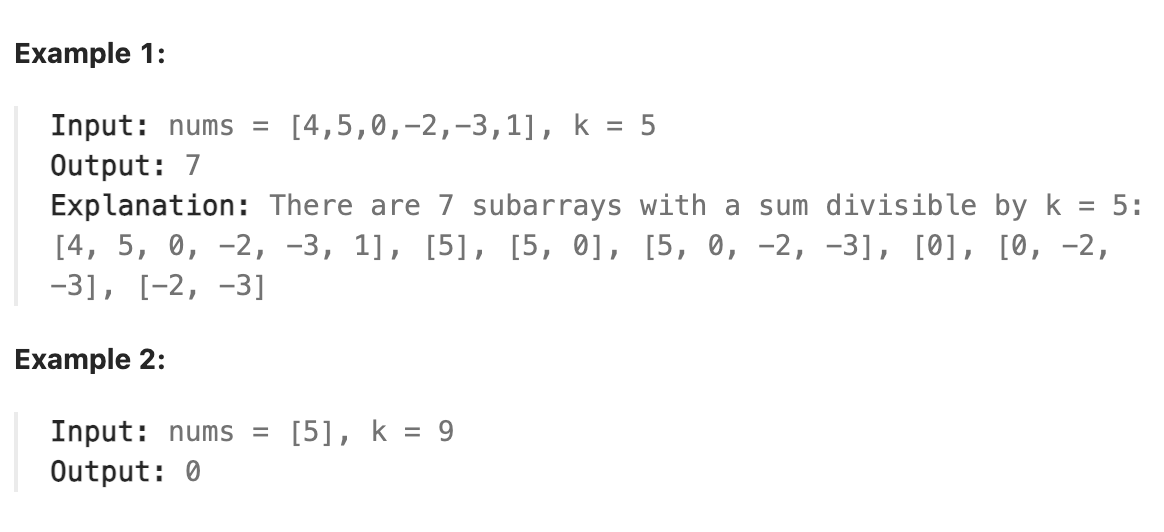 Example 1:
Input: nums = [4,5,0,-2,-3,1], k = 5
Output: 7
Explanation: There are 7 subarrays with a sum divisible by k = 5:
[4, 5, 0, -2, -3, 1], [5], [5, 0], [5, 0, -2, -3], [0], [0, -2,
-3], [-2, -3]
Example 2:
Input: nums = [5], k = 9
Output: 0